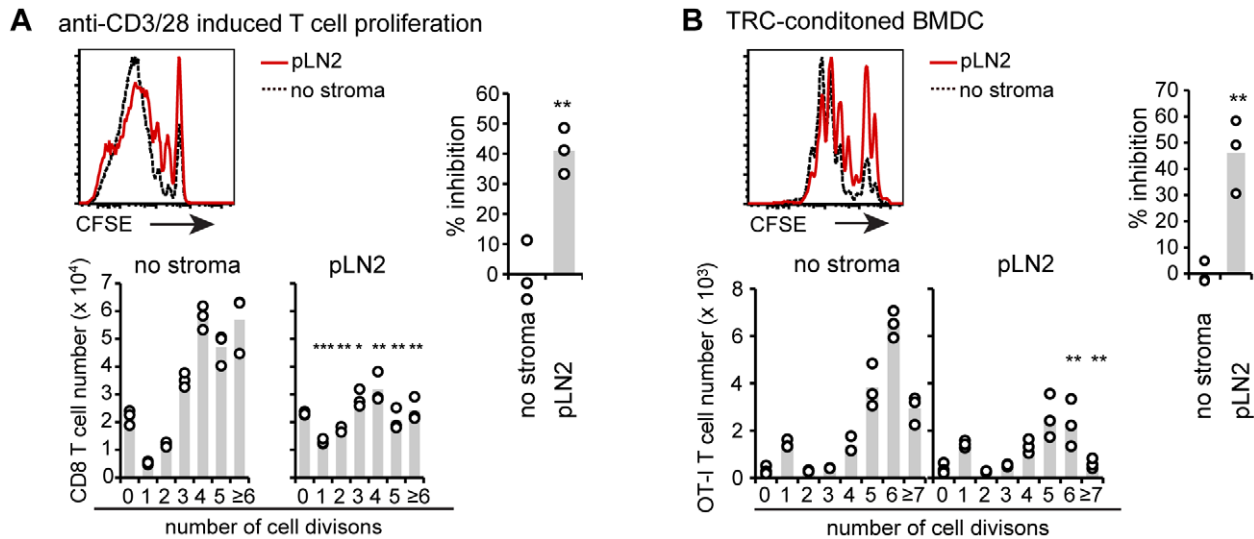 A anti-CD3/28 induced T cell proliferation
pLN2
no stroma
CFSE
% inhibition
60
50
40
30
20
10
0
**
no stroma
pLN2
no stroma
pLN2
CD8 T cell number (x 10⁴)
7
6
5
4
3
2
1
0
*** ** * ** ** **
0 1 2 3 4 5 ≥6
0 1 2 3 4 5 ≥6
number of cell divisons
B TRC-conditoned BMDC
pLN2
no stroma
CFSE
% inhibition
70
60
50
40
30
20
10
0
**
no stroma
pLN2
no stroma
pLN2
OT-I T cell number (x 10³)
8
6
4
2
0
** **
0 1 2 3 4 5 6 ≥7
0 1 2 3 4 5 6 ≥7
number of cell divisons